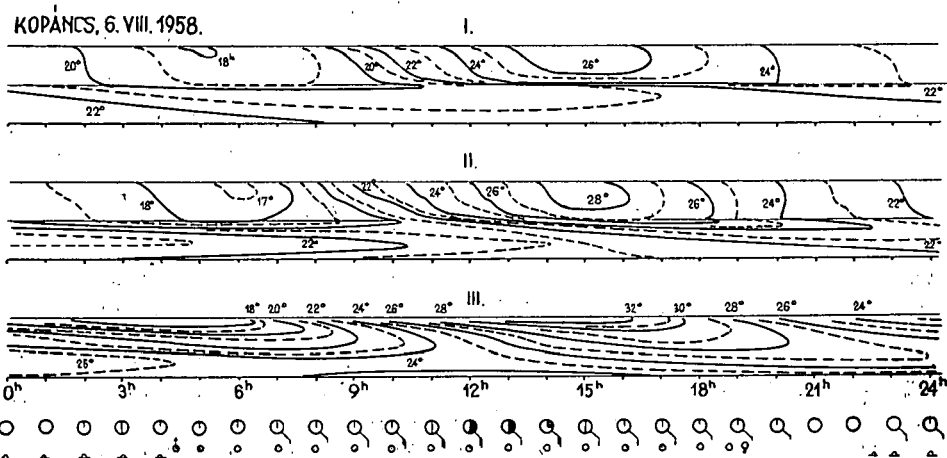 KOPÁNCS, 6. VIII. 1958.
I.
20° 18° 20° 22° 24° 26° 24° 22°
22°
II.
18° 17° 22° 24° 26° 28° 26° 24° 22°
22° 22°
III.
18° 20° 22° 24° 26° 28° 32° 30° 28° 26° 24°
26° 24°
0h 3h 6h 9h 12h 15h 18h 21h 24h